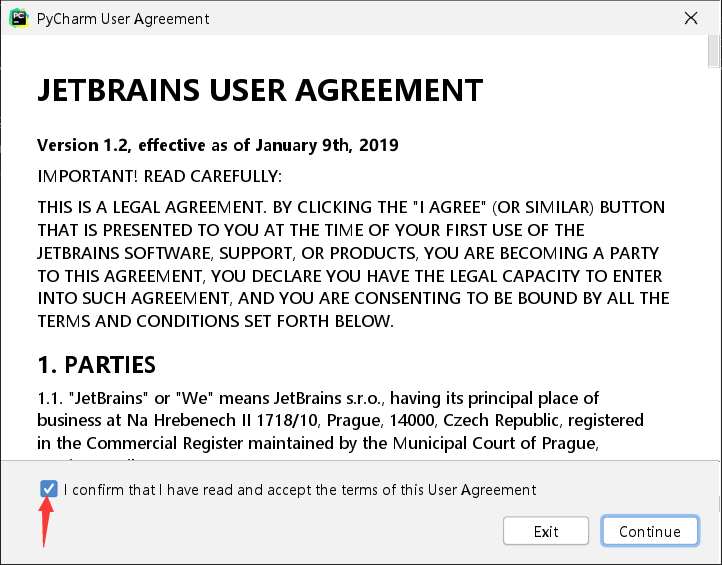 PyCharm User Agreement
JETBRAINS USER AGREEMENT
Version 1.2, effective as of January 9th, 2019
IMPORTANT! READ CAREFULLY:
THIS IS A LEGAL AGREEMENT. BY CLICKING THE "I AGREE" (OR SIMILAR) BUTTON
THAT IS PRESENTED TO YOU AT THE TIME OF YOUR FIRST USE OF THE
JETBRAINS SOFTWARE, SUPPORT, OR PRODUCTS, YOU ARE BECOMING A PARTY
TO THIS AGREEMENT, YOU DECLARE YOU HAVE THE LEGAL CAPACITY TO ENTER
INTO SUCH AGREEMENT, AND YOU ARE CONSENTING TO BE BOUND BY ALL THE
TERMS AND CONDITIONS SET FORTH BELOW.
1. PARTIES
1.1. "JetBrains" or "We" means JetBrains s.r.o., having its principal place of
business at Na Hrebenech II 1718/10, Prague, 14000, Czech Republic, registered
in the Commercial Register maintained by the Municipal Court of Prague,
I confirm that I have read and accept the terms of this User Agreement
Exit
Continue